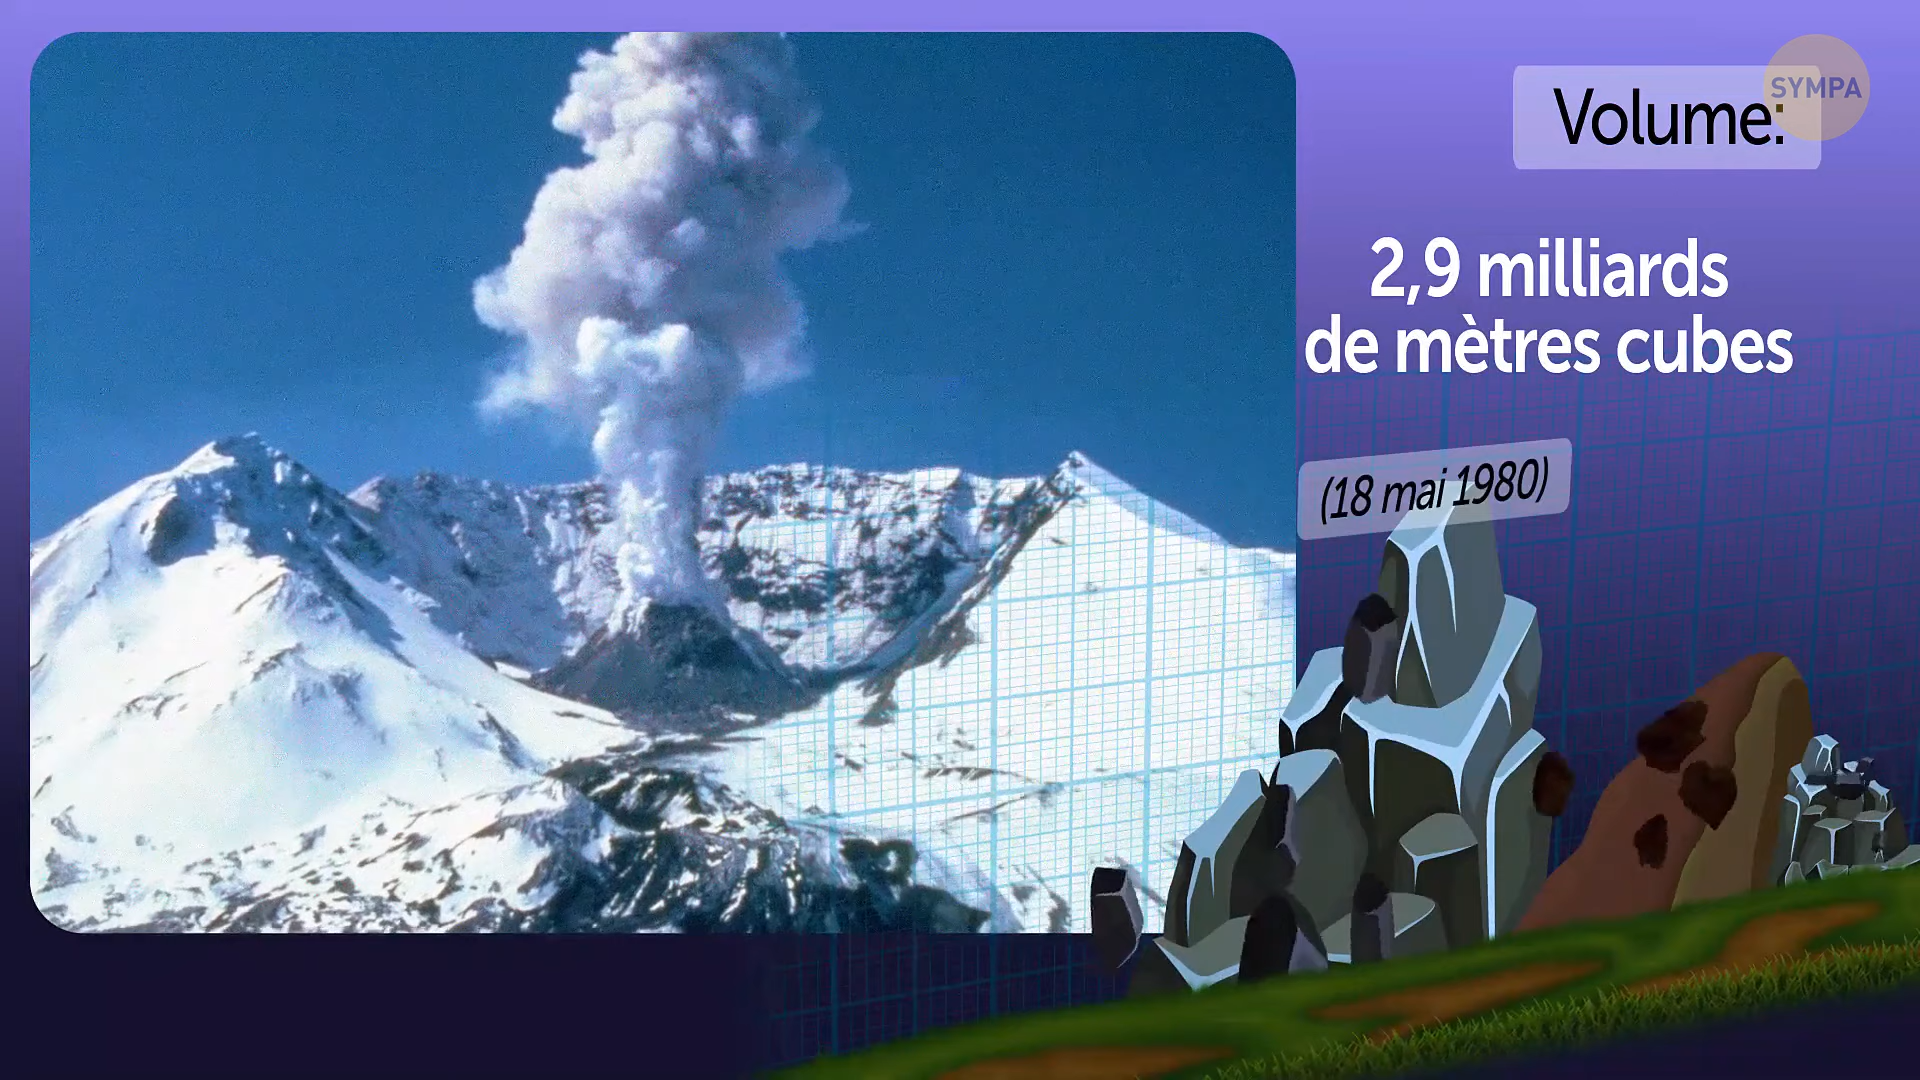 SYMPA
Volume:
2,9 milliards
de mètres cubes
(18 mai 1980)